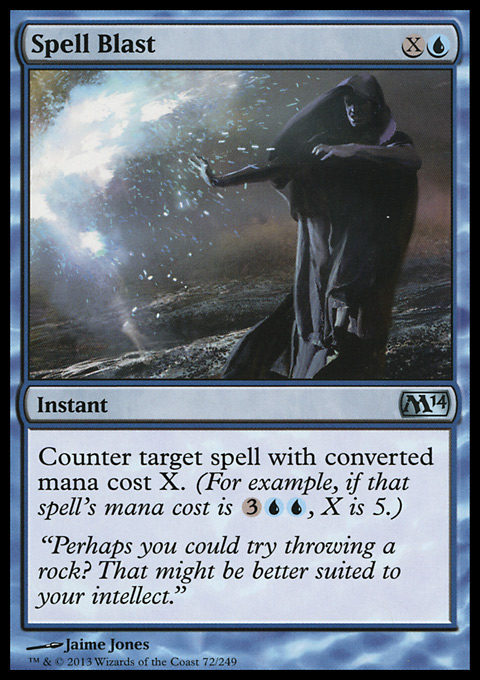 Spell Blast X
Instant M14
Counter target spell with converted
mana cost X. (For example, if that
spell's mana cost is 3, X is 5.)
“Perhaps you could try throwing a
rock? That might be better suited to
your intellect.”
Jaime Jones
™ & © 2013 Wizards of the Coast 72/249